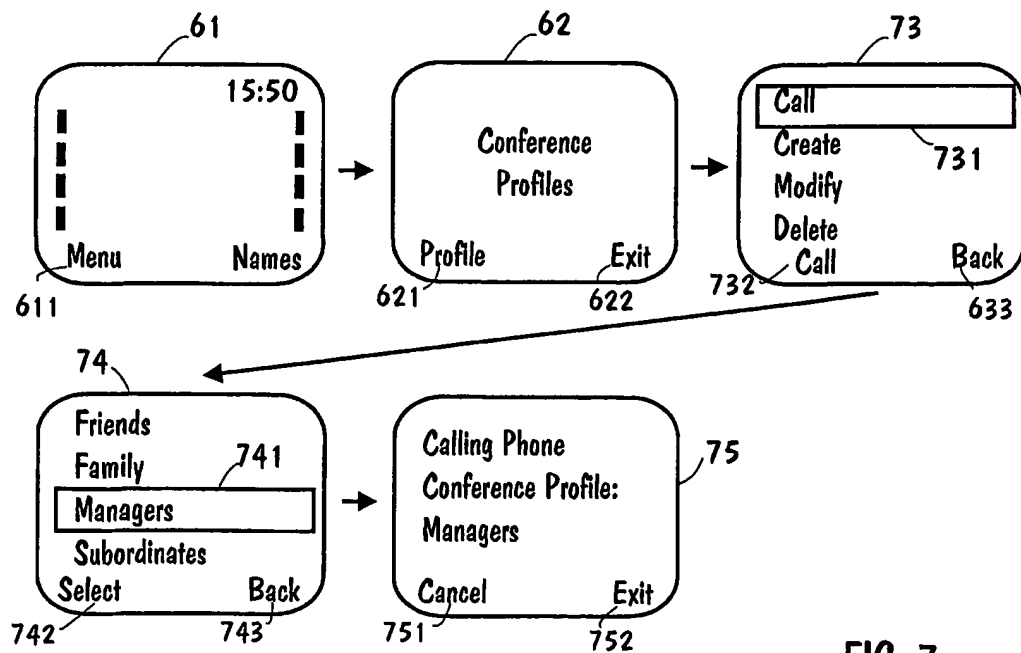 61
62
73
15:50
Menu
Names
611
Conference
Profiles
Profile
Exit
621
622
Call
731
Create
Modify
Delete
Call
Back
732
633
74
Friends
Family
741
Managers
Subordinates
Select
Back
742
743
Calling Phone
Conference Profile:
Managers
75
Cancel
Exit
751
752
FIG. 7